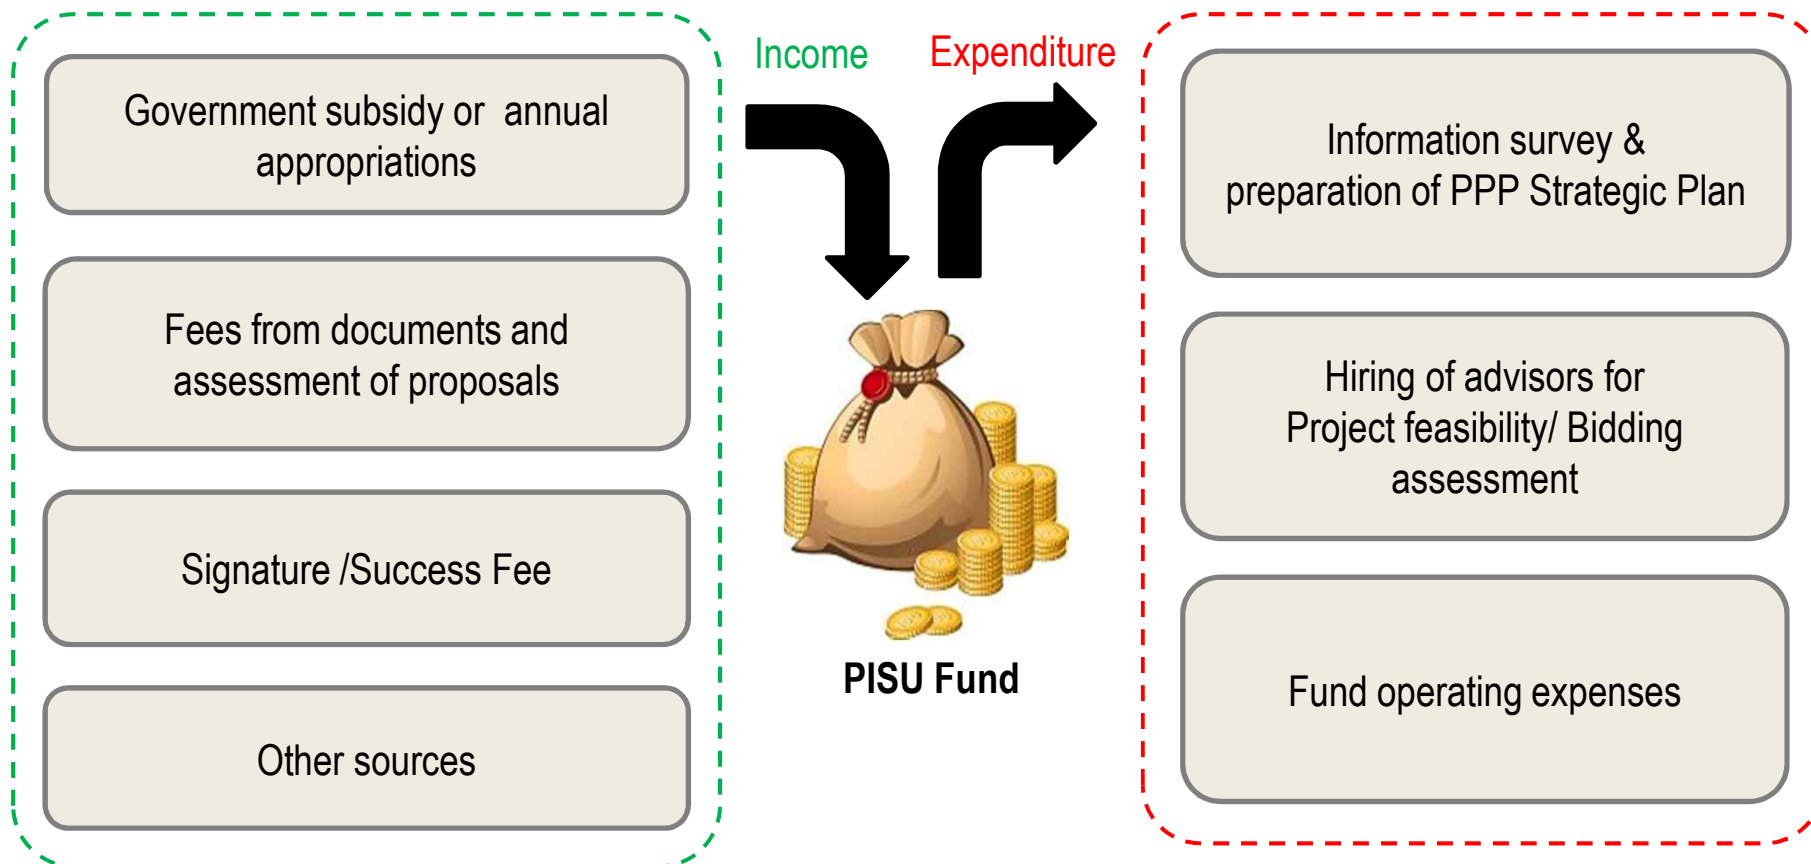 Government subsidy or  annual
appropriations
Fees from documents and
assessment of proposals
Signature /Success Fee
Other sources
Income
Expenditure
PISU Fund
Information survey &
preparation of PPP Strategic Plan
Hiring of advisors for
Project feasibility/ Bidding
assessment
Fund operating expenses